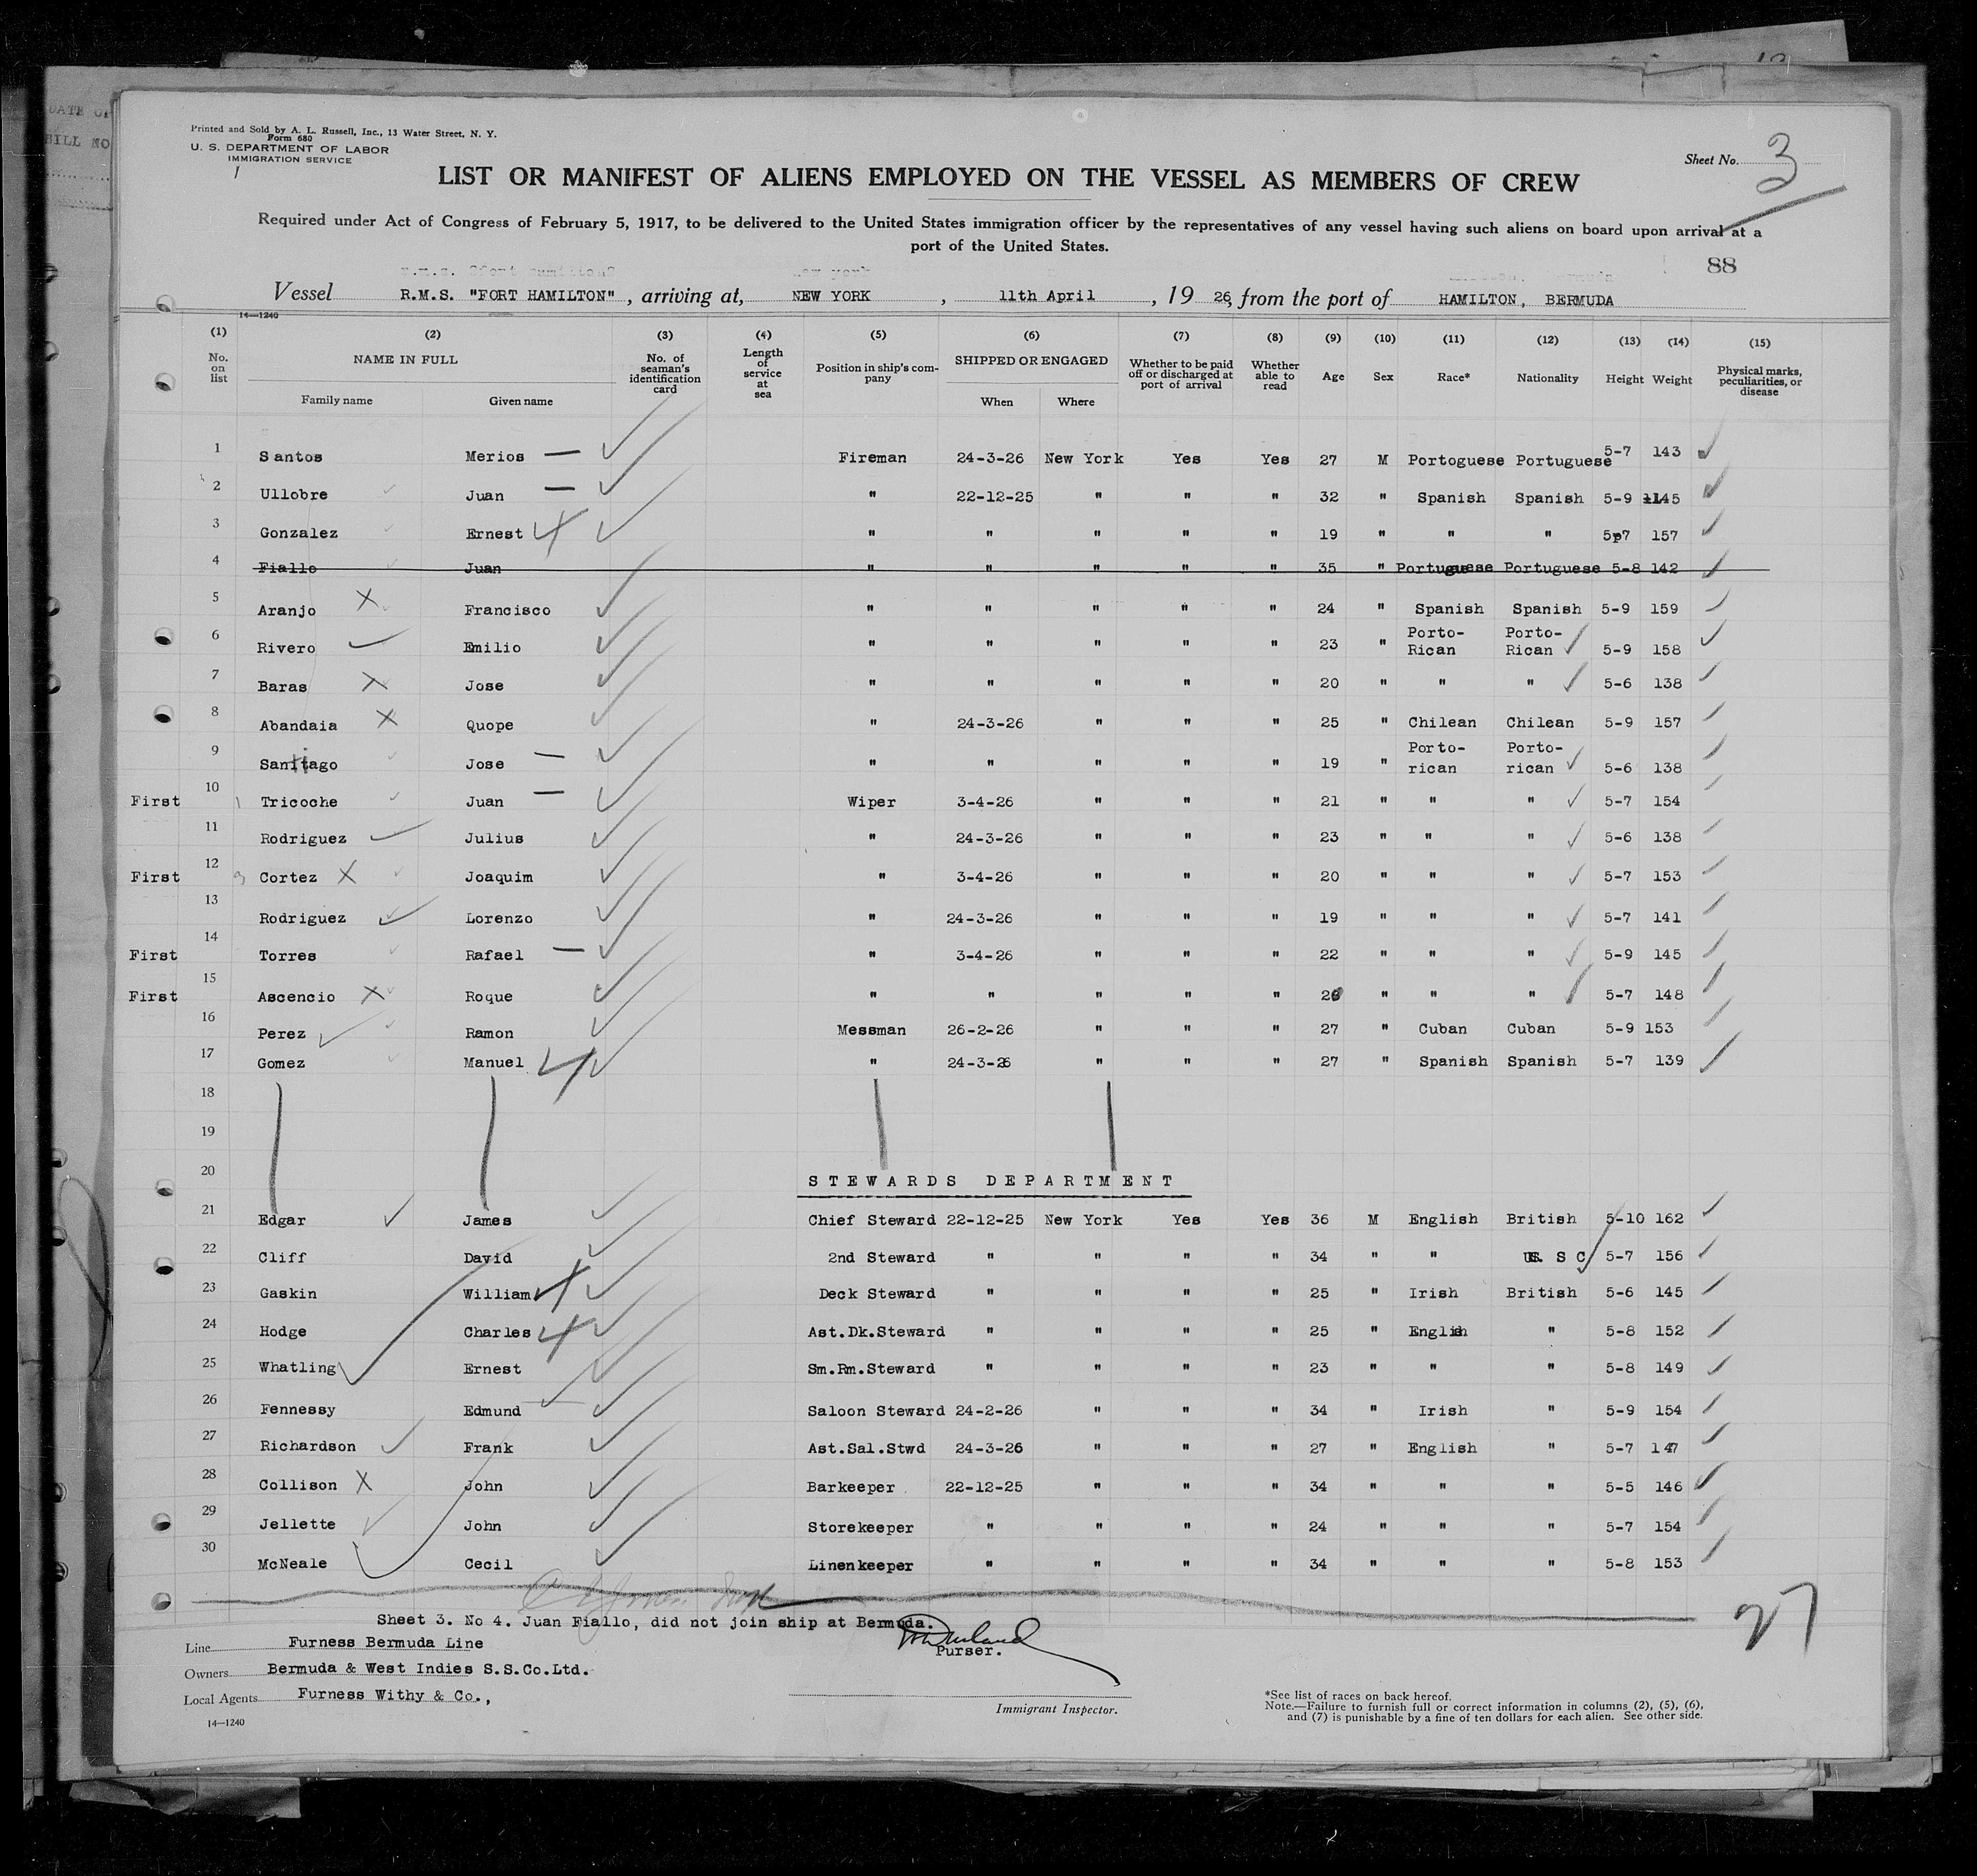 DATE OF
BILL NO
Printed and Sold by A. L. Russell, Inc., 13 Water Street, N. Y.
Form 680
U. S. DEPARTMENT OF LABOR
IMMIGRATION SERVICE
Sheet No. 3
LIST OR MANIFEST OF ALIENS EMPLOYED ON THE VESSEL AS MEMBERS OF CREW
Required under Act of Congress of February 5, 1917, to be delivered to the United States immigration officer by the representatives of any vessel having such aliens on board upon arrival at a
port of the United States.
88
Vessel R.M.S. "FORT HAMILTON", arriving at, NEW YORK, 11th April, 19 26, from the port of HAMILTON, BERMUDA
14—1240
(1) (2) (3) (4) (5) (6) (7) (8) (9) (10) (11) (12) (13) (14) (15)
No. on list NAME IN FULL Family name Given name No. of seaman's identification card Length of service at sea Position in ship's company SHIPPED OR ENGAGED When Where Whether to be paid off or discharged at port of arrival Whether able to read Age Sex Race* Nationality Height Weight Physical marks, peculiarities, or disease
1 Santos Merios — Fireman 24-3-26 New York Yes Yes 27 M Portoguese Portuguese 5-7 143
2 Ullobre Juan — " 22-12-25 " " " 32 " Spanish Spanish 5-9 145
3 Gonzalez Ernest " " " " " 19 " " " 5-7 157
4 Fiallo Juan " " " " " 35 " Portuguese Portuguese 5-8 142
5 Aranjo X Francisco " " " " " 24 " Spanish Spanish 5-9 159
6 Rivero Emilio " " " " " 23 " Porto-Rican Porto-Rican 5-9 158
7 Baras X Jose " " " " " 20 " " " 5-6 138
8 Abandaia X Quope " 24-3-26 " " " 25 " Chilean Chilean 5-9 157
9 Santiago Jose — " " " " " 19 " Porto-rican Porto-rican 5-6 138
First 10 Tricoche Juan — Wiper 3-4-26 " " " 21 " " " 5-7 154
11 Rodriguez Julius " 24-3-26 " " " 23 " " " 5-6 138
First 12 Cortez X Joaquim " 3-4-26 " " " 20 " " " 5-7 153
13 Rodriguez Lorenzo " 24-3-26 " " " 19 " " " 5-7 141
First 14 Torres Rafael — " 3-4-26 " " " 22 " " " 5-9 145
First 15 Ascencio X Roque " " " " " " " " 5-7 148
16 Perez Ramon Messman 26-2-26 " " " 27 " Cuban Cuban 5-9 153
17 Gomez Manuel " 24-3-26 " " " 27 " Spanish Spanish 5-7 139
18
19
20 STEWARDS DEPARTMENT
21 Edgar James Chief Steward 22-12-25 New York Yes Yes 36 M English British 5-10 162
22 Cliff David 2nd Steward " " " " 34 " " U. S C 5-7 156
23 Gaskin William Deck Steward " " " " 25 " Irish British 5-6 145
24 Hodge Charles Ast.Dk.Steward " " " " 25 " English " 5-8 152
25 Whatling Ernest Sm.Rm.Steward " " " " 23 " " " 5-8 149
26 Fennessy Edmund Saloon Steward 24-2-26 " " " 34 " Irish " 5-9 154
27 Richardson Frank Ast.Sal.Stwd 24-3-26 " " " 27 " English " 5-7 147
28 Collison X John Barkeeper 22-12-25 " " " 34 " " " 5-5 146
29 Jellette John Storekeeper " " " " 24 " " " 5-7 154
30 McNeale Cecil Linenkeeper " " " " 34 " " " 5-8 153
27
Sheet 3. No 4. Juan Fiallo, did not join ship at Bermuda.
Purser.
Line Furness Bermuda Line
Owners Bermuda & West Indies S.S.Co.Ltd.
Local Agents Furness Withy & Co.,
14—1240
Immigrant Inspector.
*See list of races on back hereof.
Note.—Failure to furnish full or correct information in columns (2), (5), (6),
and (7) is punishable by a fine of ten dollars for each alien. See other side.